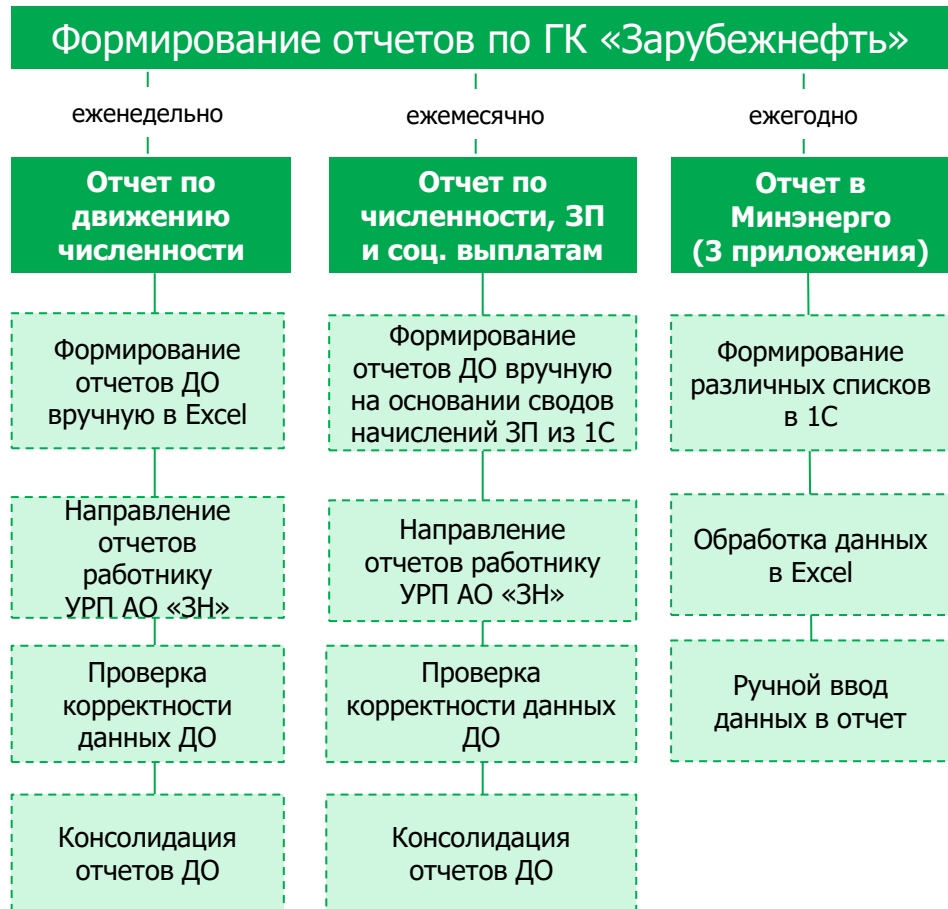 Формирование отчетов по ГК «Зарубежнефть»
еженедельно
ежемесячно
ежегодно
Отчет по
движению
численности
Отчет по
численности, ЗП
и соц. выплатам
Отчет в
Минэнерго
(3 приложения)
Формирование
отчетов ДО
вручную в Excel
Формирование
отчетов ДО вручную
на основании сводов
начислений ЗП из 1С
Формирование
различных списков
в 1С
Направление
отчетов
работнику
УРП АО «ЗН»
Направление
отчетов работнику
УРП АО «ЗН»
Обработка данных
в Excel
Проверка
корректности
данных ДО
Проверка
корректности данных
ДО
Ручной ввод
данных в отчет
Консолидация
отчетов ДО
Консолидация
отчетов ДО